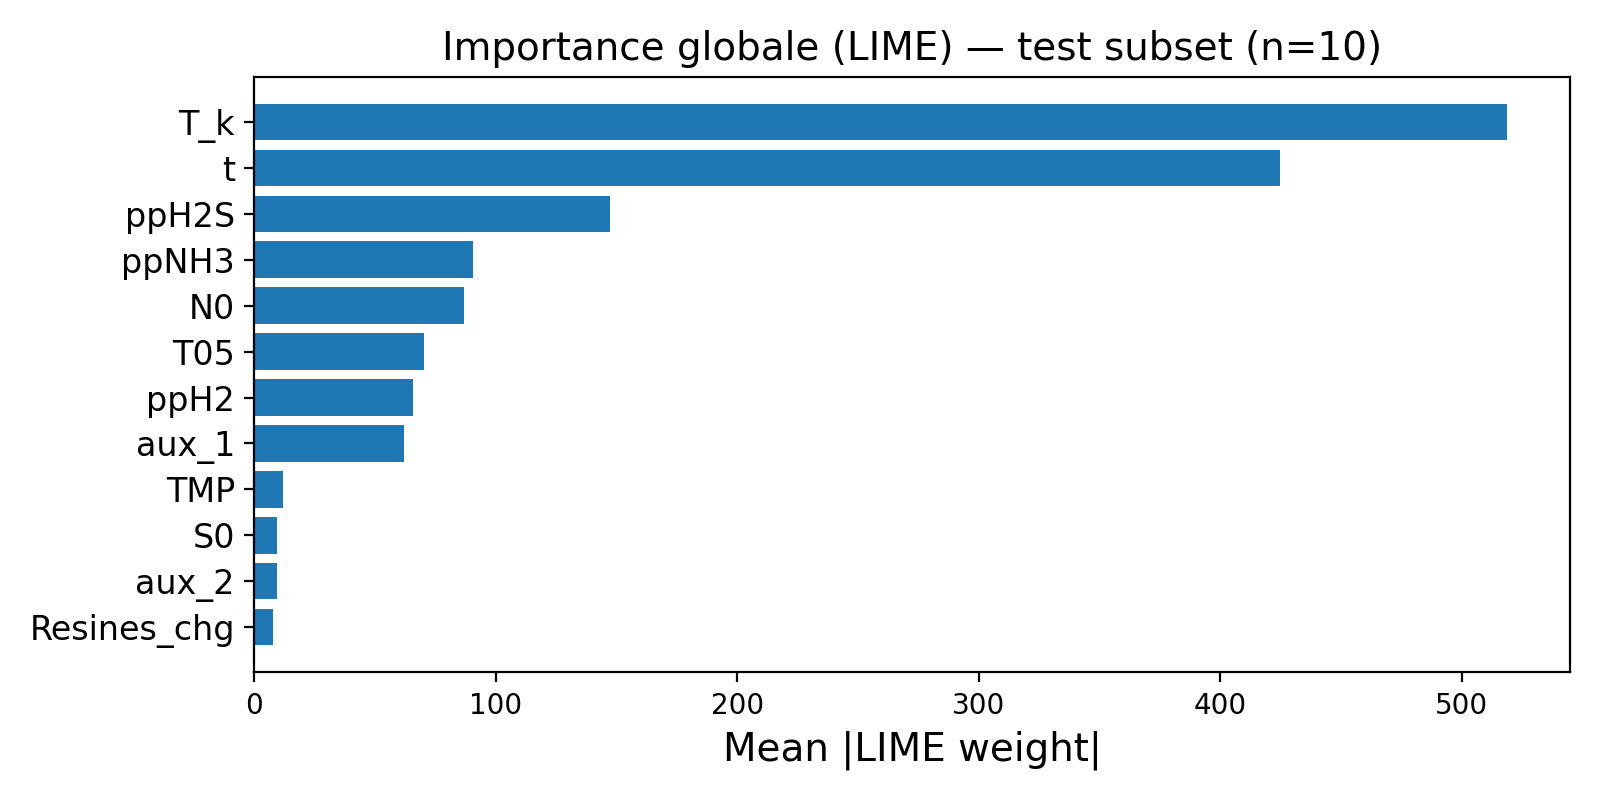 Importance globale (LIME) — test subset (n=10)
T_k
t
ppH2S
ppNH3
N0
T05
ppH2
aux_1
TMP
S0
aux_2
Resines_chg
0 100 200 300 400 500
Mean |LIME weight|